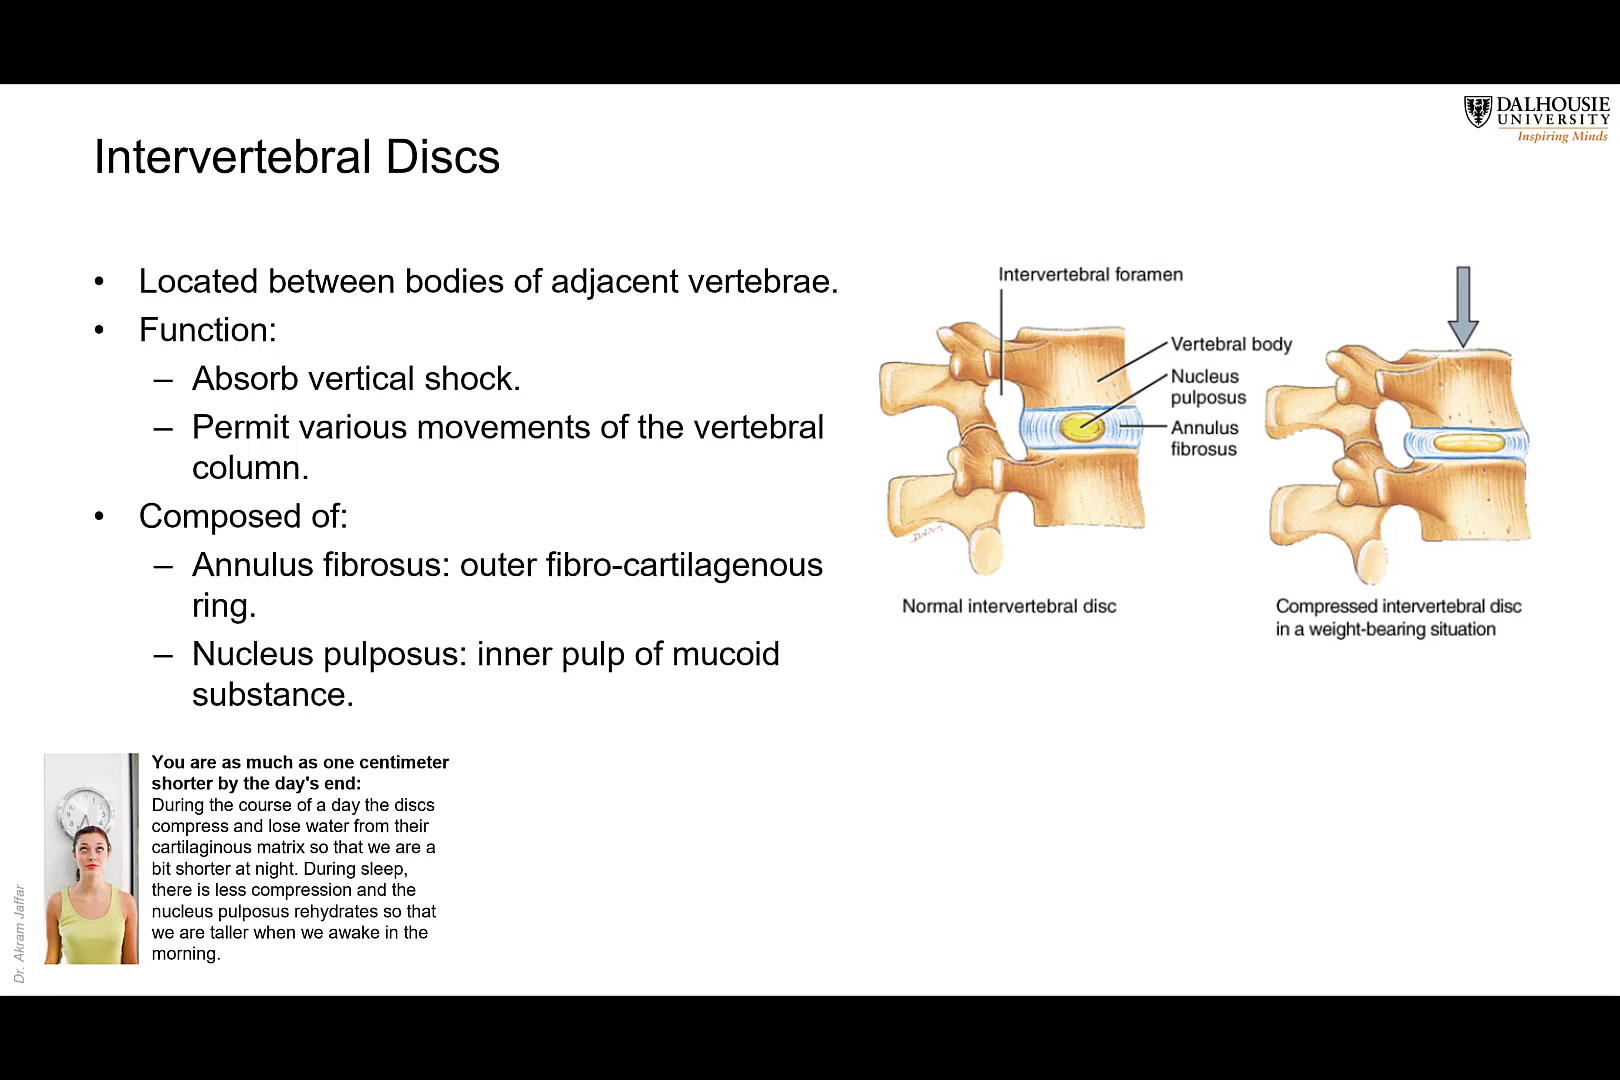 DALHOUSIE
UNIVERSITY
Inspiring Minds
Intervertebral Discs
• Located between bodies of adjacent vertebrae.
• Function:
– Absorb vertical shock.
– Permit various movements of the vertebral
column.
• Composed of:
– Annulus fibrosus: outer fibro-cartilagenous
ring.
– Nucleus pulposus: inner pulp of mucoid
substance.
Intervertebral foramen
Vertebral body
Nucleus
pulposus
Annulus
fibrosus
Normal intervertebral disc
Compressed intervertebral disc
in a weight-bearing situation
You are as much as one centimeter
shorter by the day's end:
During the course of a day the discs
compress and lose water from their
cartilaginous matrix so that we are a
bit shorter at night. During sleep,
there is less compression and the
nucleus pulposus rehydrates so that
we are taller when we awake in the
morning.
Dr. Akram Jaffar